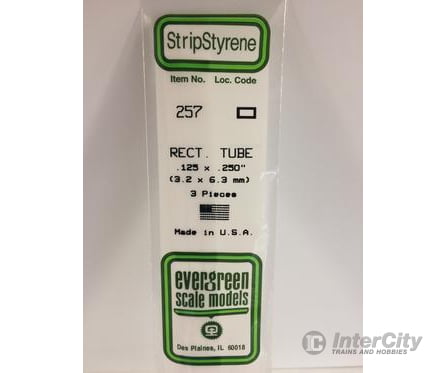 StripStyrene
Item No. Loc. Code
257
RECT. TUBE
.125 x .250"
(3.2 x 6.3 mm)
3 Pieces
Made in U.S.A.
evergreen
scale models
Des Plaines, IL 60018
InterCity
TRAINS AND HOBBIES